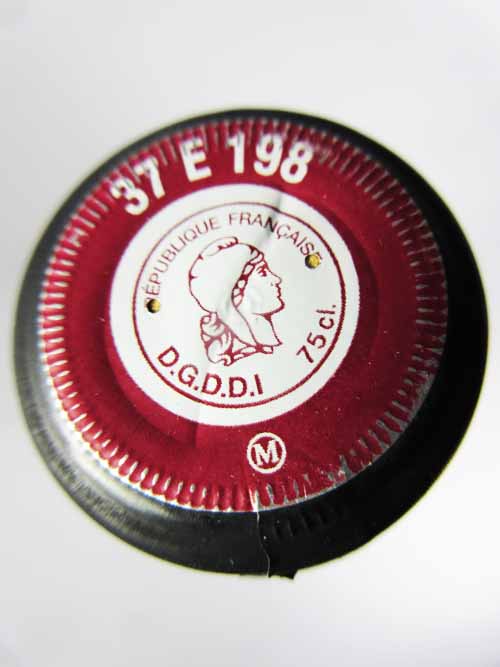 37 E 198
RÉPUBLIQUE FRANÇAISE
75 cl.
D.G.D.D.I
M